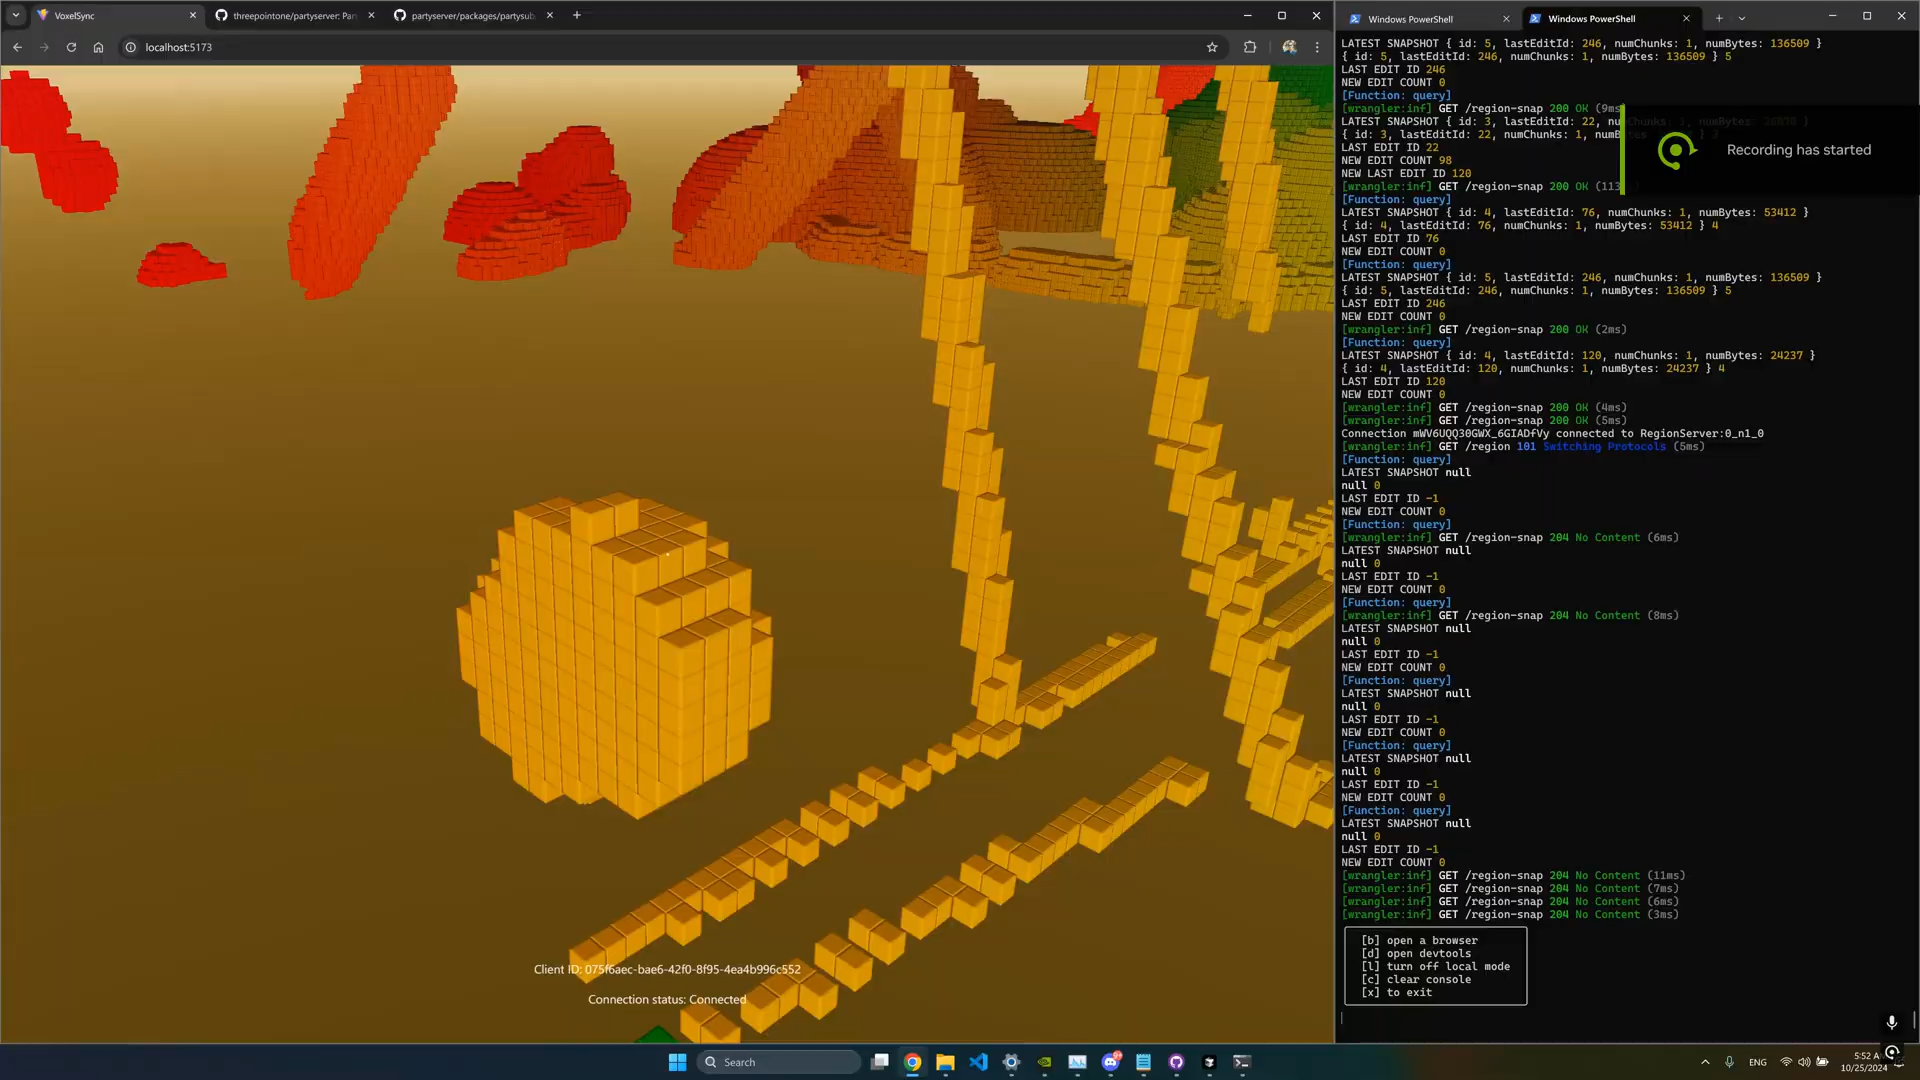 VoxelSync
threepointone/partyserver: Par
partyserver/packages/partysub
localhost:5173
Client ID: 075f6aec-bae6-42f0-8f95-4ea4b996c552
Connection status: Connected
Windows PowerShell
Windows PowerShell
LATEST SNAPSHOT { id: 5, lastEditId: 246, numChunks: 1, numBytes: 136509 }
{ id: 5, lastEditId: 246, numChunks: 1, numBytes: 136509 } 5
LAST EDIT ID 246
NEW EDIT COUNT 0
[Function: query]
[wrangler:inf] GET /region-snap 200 OK (9ms
LATEST SNAPSHOT { id: 3, lastEditId: 22, numChunks: 1, numBytes:
{ id: 3, lastEditId: 22, numChunks: 1, numB
LAST EDIT ID 22
NEW EDIT COUNT 98
NEW LAST EDIT ID 120
[wrangler:inf] GET /region-snap 200 OK (113
Recording has started
[Function: query]
LATEST SNAPSHOT { id: 4, lastEditId: 76, numChunks: 1, numBytes: 53412 }
{ id: 4, lastEditId: 76, numChunks: 1, numBytes: 53412 } 4
LAST EDIT ID 76
NEW EDIT COUNT 0
[Function: query]
LATEST SNAPSHOT { id: 5, lastEditId: 246, numChunks: 1, numBytes: 136509 }
{ id: 5, lastEditId: 246, numChunks: 1, numBytes: 136509 } 5
LAST EDIT ID 246
NEW EDIT COUNT 0
[wrangler:inf] GET /region-snap 200 OK (2ms)
[Function: query]
LATEST SNAPSHOT { id: 4, lastEditId: 120, numChunks: 1, numBytes: 24237 }
{ id: 4, lastEditId: 120, numChunks: 1, numBytes: 24237 } 4
LAST EDIT ID 120
NEW EDIT COUNT 0
[wrangler:inf] GET /region-snap 200 OK (4ms)
[wrangler:inf] GET /region-snap 200 OK (5ms)
Connection mWV6UQQ30GWX_6GIADfVy connected to RegionServer:0_n1_0
[wrangler:inf] GET /region 101 Switching Protocols (5ms)
[Function: query]
LATEST SNAPSHOT null
null 0
LAST EDIT ID -1
NEW EDIT COUNT 0
[Function: query]
[wrangler:inf] GET /region-snap 204 No Content (6ms)
LATEST SNAPSHOT null
null 0
LAST EDIT ID -1
NEW EDIT COUNT 0
[Function: query]
[wrangler:inf] GET /region-snap 204 No Content (8ms)
LATEST SNAPSHOT null
null 0
LAST EDIT ID -1
NEW EDIT COUNT 0
[Function: query]
LATEST SNAPSHOT null
null 0
LAST EDIT ID -1
NEW EDIT COUNT 0
[Function: query]
LATEST SNAPSHOT null
null 0
LAST EDIT ID -1
NEW EDIT COUNT 0
[Function: query]
LATEST SNAPSHOT null
null 0
LAST EDIT ID -1
NEW EDIT COUNT 0
[wrangler:inf] GET /region-snap 204 No Content (11ms)
[wrangler:inf] GET /region-snap 204 No Content (7ms)
[wrangler:inf] GET /region-snap 204 No Content (6ms)
[wrangler:inf] GET /region-snap 204 No Content (3ms)
[b] open a browser
[d] open devtools
[l] turn off local mode
[c] clear console
[x] to exit
Search
ENG
5:52 A
10/25/2024